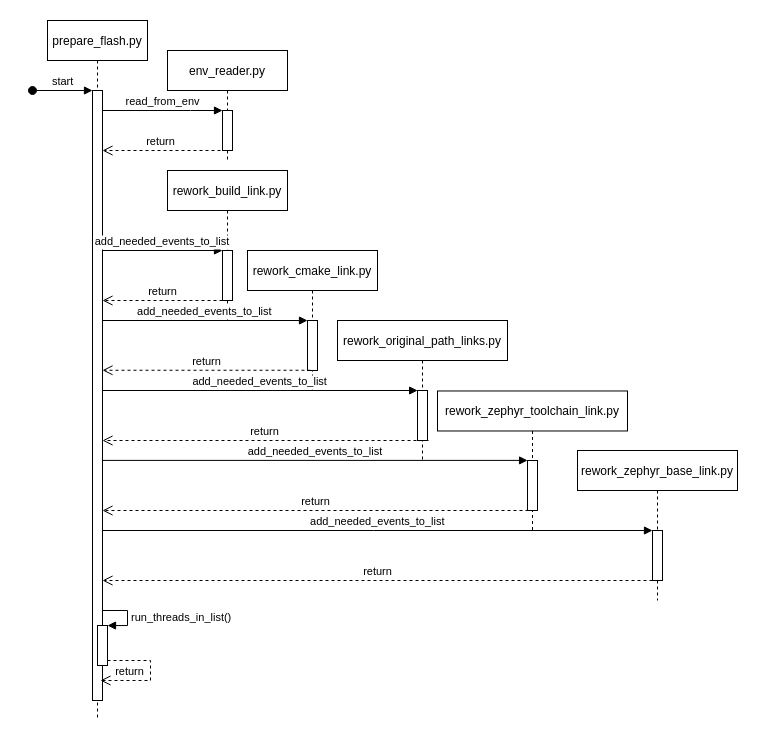 prepare_flash.py
env_reader.py
start
read_from_env
return
rework_build_link.py
add_needed_events_to_list
rework_cmake_link.py
return
add_needed_events_to_list
rework_original_path_links.py
return
add_needed_events_to_list
rework_zephyr_toolchain_link.py
return
add_needed_events_to_list
rework_zephyr_base_link.py
return
add_needed_events_to_list
return
run_threads_in_list()
return